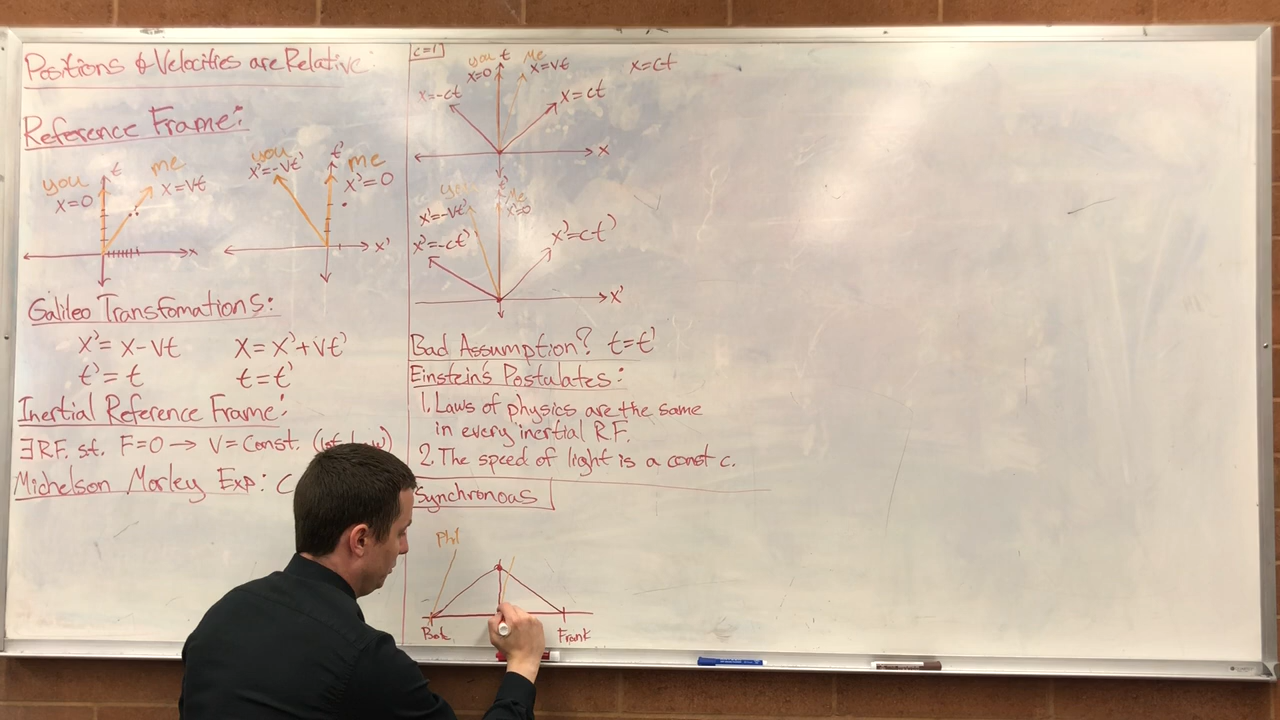 Positions & Velocities are Relative:
Reference Frame:
you
x=0
t
me
x=vt
x
you
x'=-vt'
t'
me
x'=0
x'
Galileo Transfomations:
x'=x-vt x=x'+vt'
t'=t t=t'
Inertial Reference Frame:
∃RF. st. F=0→ V=Const. (1st Law)
Michelson Morley Exp: c
c=1
you t me
x=0 x=vt
x=-ct x=ct
x
x=ct
you t' me
x'=-vt' x'=0
x'=-ct' x'=ct'
x'
Bad Assumption? t=t'
Einstein's Postulates:
1. Laws of physics are the same
in every inertial R.F.
2. The speed of light is a const c.
Synchronous
Phil
Bob Frank